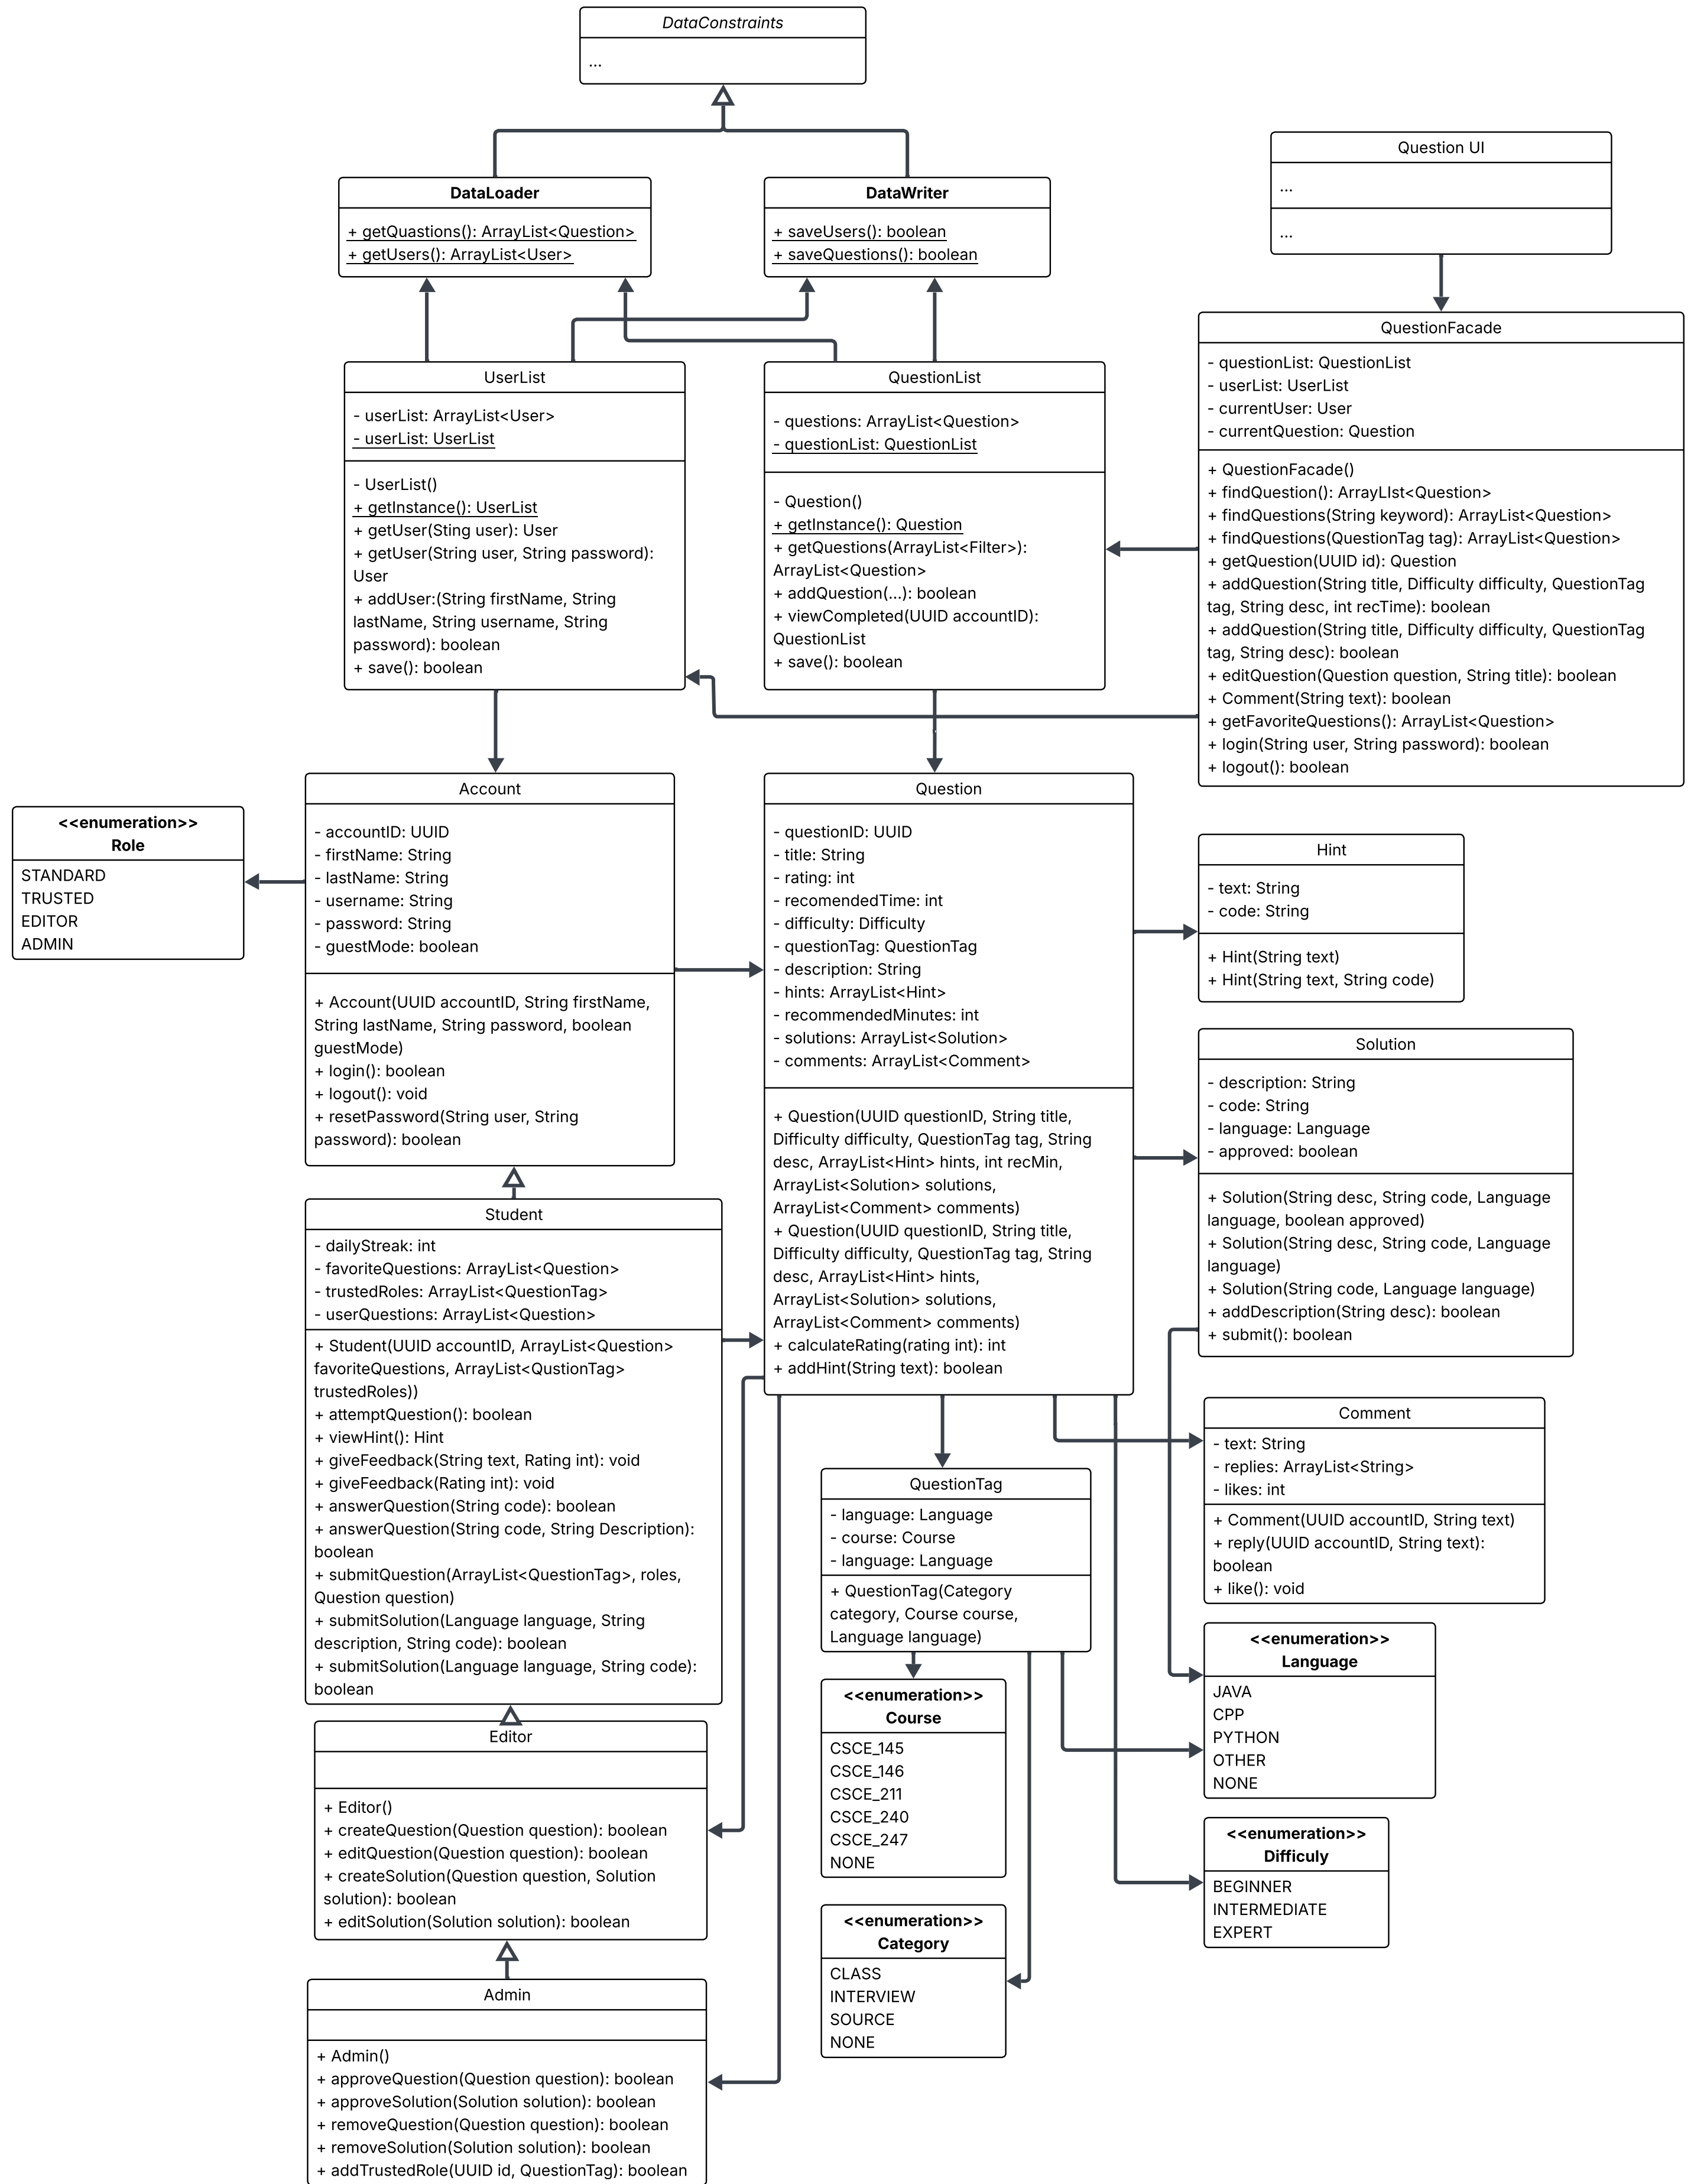 DataConstraints
...
DataLoader
+ getQuastions(): ArrayList<Question>
+ getUsers(): ArrayList<User>
DataWriter
+ saveUsers(): boolean
+ saveQuestions(): boolean
Question UI
...
...
UserList
- userList: ArrayList<User>
- userList: UserList
- UserList()
+ getInstance(): UserList
+ getUser(Sting user): User
+ getUser(String user, String password):
User
+ addUser:(String firstName, String
lastName, String username, String
password): boolean
+ save(): boolean
QuestionList
- questions: ArrayList<Question>
- questionList: QuestionList
- Question()
+ getInstance(): Question
+ getQuestions(ArrayList<Filter>):
ArrayList<Question>
+ addQuestion(...): boolean
+ viewCompleted(UUID accountID):
QuestionList
+ save(): boolean
QuestionFacade
- questionList: QuestionList
- userList: UserList
- currentUser: User
- currentQuestion: Question
+ QuestionFacade()
+ findQuestion(): ArrayLIst<Question>
+ findQuestions(String keyword): ArrayList<Question>
+ findQuestions(QuestionTag tag): ArrayList<Question>
+ getQuestion(UUID id): Question
+ addQuestion(String title, Difficulty difficulty, QuestionTag
tag, String desc, int recTime): boolean
+ addQuestion(String title, Difficulty difficulty, QuestionTag
tag, String desc): boolean
+ editQuestion(Question question, String title): boolean
+ Comment(String text): boolean
+ getFavoriteQuestions(): ArrayList<Question>
+ login(String user, String password): boolean
+ logout(): boolean
<<enumeration>>
Role
STANDARD
TRUSTED
EDITOR
ADMIN
Account
- accountID: UUID
- firstName: String
- lastName: String
- username: String
- password: String
- guestMode: boolean
+ Account(UUID accountID, String firstName,
String lastName, String password, boolean
guestMode)
+ login(): boolean
+ logout(): void
+ resetPassword(String user, String
password): boolean
Question
- questionID: UUID
- title: String
- rating: int
- recomendedTime: int
- difficulty: Difficulty
- questionTag: QuestionTag
- description: String
- hints: ArrayList<Hint>
- recommendedMinutes: int
- solutions: ArrayList<Solution>
- comments: ArrayList<Comment>
+ Question(UUID questionID, String title,
Difficulty difficulty, QuestionTag tag, String
desc, ArrayList<Hint> hints, int recMin,
ArrayList<Solution> solutions,
ArrayList<Comment> comments)
+ Question(UUID questionID, String title,
Difficulty difficulty, QuestionTag tag, String
desc, ArrayList<Hint> hints,
ArrayList<Solution> solutions,
ArrayList<Comment> comments)
+ calculateRating(rating int): int
+ addHint(String text): boolean
Hint
- text: String
- code: String
+ Hint(String text)
+ Hint(String text, String code)
Solution
- description: String
- code: String
- language: Language
- approved: boolean
+ Solution(String desc, String code, Language
language, boolean approved)
+ Solution(String desc, String code, Language
language)
+ Solution(String code, Language language)
+ addDescription(String desc): boolean
+ submit(): boolean
Student
- dailyStreak: int
- favoriteQuestions: ArrayList<Question>
- trustedRoles: ArrayList<QuestionTag>
- userQuestions: ArrayList<Question>
+ Student(UUID accountID, ArrayList<Question>
favoriteQuestions, ArrayList<QustionTag>
trustedRoles))
+ attemptQuestion(): boolean
+ viewHint(): Hint
+ giveFeedback(String text, Rating int): void
+ giveFeedback(Rating int): void
+ answerQuestion(String code): boolean
+ answerQuestion(String code, String Description):
boolean
+ submitQuestion(ArrayList<QuestionTag>, roles,
Question question)
+ submitSolution(Language language, String
description, String code): boolean
+ submitSolution(Language language, String code):
boolean
Comment
- text: String
- replies: ArrayList<String>
- likes: int
+ Comment(UUID accountID, String text)
+ reply(UUID accountID, String text):
boolean
+ like(): void
QuestionTag
- language: Language
- course: Course
- language: Language
+ QuestionTag(Category
category, Course course,
Language language)
<<enumeration>>
Language
JAVA
CPP
PYTHON
OTHER
NONE
<<enumeration>>
Course
CSCE_145
CSCE_146
CSCE_211
CSCE_240
CSCE_247
NONE
Editor
+ Editor()
+ createQuestion(Question question): boolean
+ editQuestion(Question question): boolean
+ createSolution(Question question, Solution
solution): boolean
+ editSolution(Solution solution): boolean
<<enumeration>>
Difficuly
BEGINNER
INTERMEDIATE
EXPERT
<<enumeration>>
Category
CLASS
INTERVIEW
SOURCE
NONE
Admin
+ Admin()
+ approveQuestion(Question question): boolean
+ approveSolution(Solution solution): boolean
+ removeQuestion(Question question): boolean
+ removeSolution(Solution solution): boolean
+ addTrustedRole(UUID id, QuestionTag): boolean